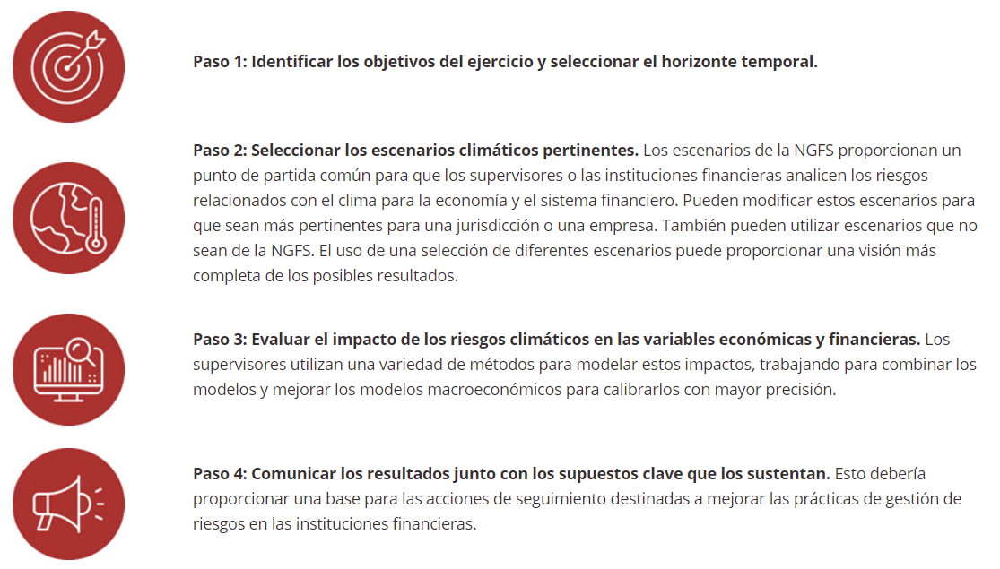 Paso 1: Identificar los objetivos del ejercicio y seleccionar el horizonte temporal.
Paso 2: Seleccionar los escenarios climáticos pertinentes. Los escenarios de la NGFS proporcionan un
punto de partida común para que los supervisores o las instituciones financieras analicen los riesgos
relacionados con el clima para la economía y el sistema financiero. Pueden modificar estos escenarios para
que sean más pertinentes para una jurisdicción o una empresa. También pueden utilizar escenarios que no
sean de la NGFS. El uso de una selección de diferentes escenarios puede proporcionar una visión más
completa de los posibles resultados.
Paso 3: Evaluar el impacto de los riesgos climáticos en las variables económicas y financieras. Los
supervisores utilizan una variedad de métodos para modelar estos impactos, trabajando para combinar los
modelos y mejorar los modelos macroeconómicos para calibrarlos con mayor precisión.
Paso 4: Comunicar los resultados junto con los supuestos clave que los sustentan. Esto debería
proporcionar una base para las acciones de seguimiento destinadas a mejorar las prácticas de gestión de
riesgos en las instituciones financieras.